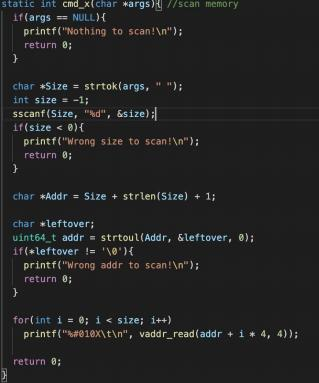 static int cmd_x(char *args){ //scan memory
if(args == NULL){
printf("Nothing to scan!\n");
return 0;
}
char *Size = strtok(args, " ");
int size = -1;
sscanf(Size, "%d", &size);
if(size < 0){
printf("Wrong size to scan!\n");
return 0;
}
char *Addr = Size + strlen(Size) + 1;
char *leftover;
uint64_t addr = strtoul(Addr, &leftover, 0);
if(*leftover != '\0'){
printf("Wrong addr to scan!\n");
return 0;
}
for(int i = 0; i < size; i++)
printf("%#010X\t\n", vaddr_read(addr + i * 4, 4));
return 0;
}